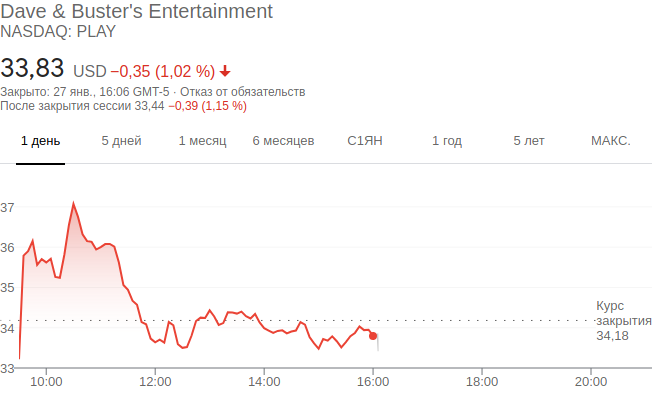 Dave & Buster's Entertainment
NASDAQ: PLAY
33,83 USD −0,35 (1,02 %)
Закрыто: 27 янв., 16:06 GMT-5 · Отказ от обязательств
После закрытия сессии 33,44 −0,39 (1,15 %)
1 день 5 дней 1 месяц 6 месяцев С1ЯН 1 год 5 лет МАКС.
37
36
35
34
33
Курс
закрытия
34,18
10:00 12:00 14:00 16:00 18:00 20:00